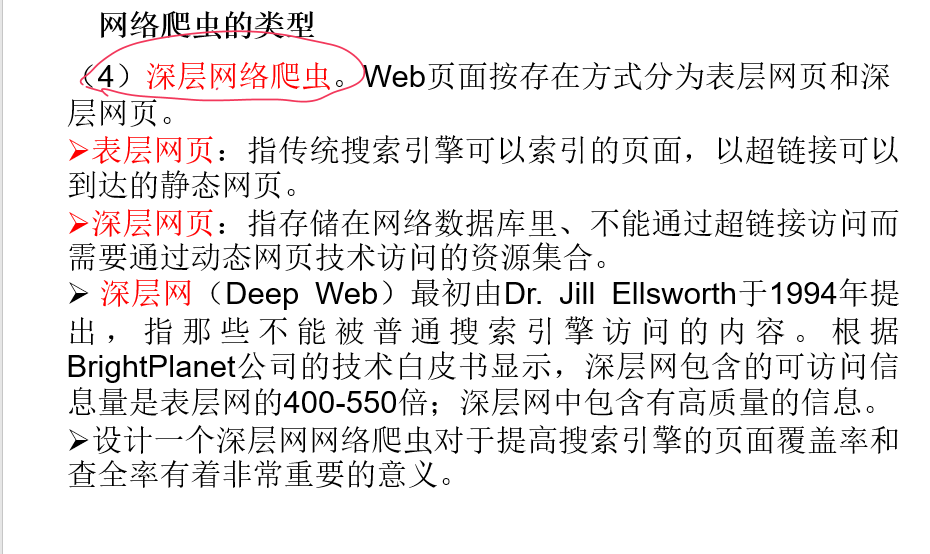 网络爬虫的类型
（4）深层网络爬虫。Web页面按存在方式分为表层网页和深
层网页。
➢表层网页：指传统搜索引擎可以索引的页面，以超链接可以
到达的静态网页。
➢深层网页：指存储在网络数据库里、不能通过超链接访问而
需要通过动态网页技术访问的资源集合。
➢ 深层网（Deep Web）最初由Dr. Jill Ellsworth于1994年提
出，指那些不能被普通搜索引擎访问的内容。根据
BrightPlanet公司的技术白皮书显示，深层网包含的可访问信
息量是表层网的400-550倍；深层网中包含有高质量的信息。
➢设计一个深层网网络爬虫对于提高搜索引擎的页面覆盖率和
查全率有着非常重要的意义。